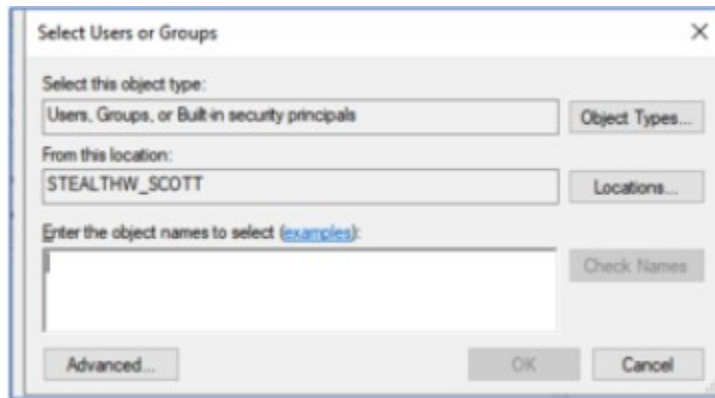 Select Users or Groups
Select this object type:
Users, Groups, or Built-in security principals
Object Types...
From this location:
STEALTHW_SCOTT
Locations...
Enter the object names to select (examples):
Check Names
Advanced...
OK
Cancel